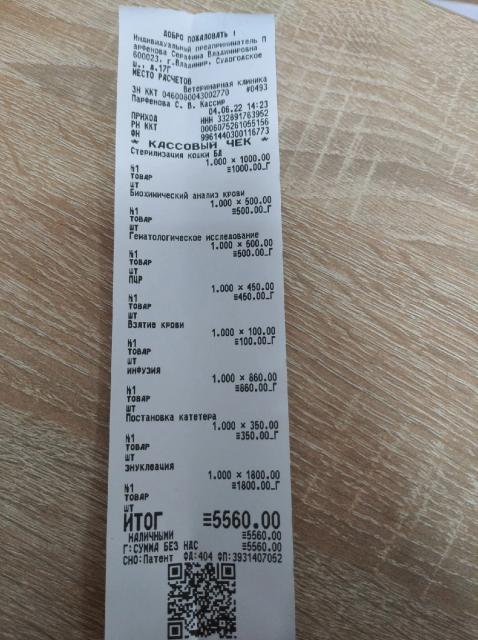 ДОБРО ПОЖАЛОВАТЬ !
Индивидуальный предприниматель П
арфенова Серафима Владимировна
600023, г.Владимир, Судогодское
ш., д.17Г
МЕСТО РАСЧЕТОВ
Ветеринарная клиника
ЗН ККТ 0460080043002770 #0493
Парфенова С. В. Кассир
04.06.22 14:23
ПРИХОД ИНН 332891763952
РН ККТ 0006075261055156
ФН 9961440300116773
* КАССОВЫЙ ЧЕК *
Стерилизация кошки БЛ
1.000 × 1000.00
№1 ≡1000.00_Г
ТОВАР
шт
Биохимический анализ крови
1.000 × 500.00
№1 ≡500.00_Г
ТОВАР
шт
Гематологическое исследование
1.000 × 500.00
№1 ≡500.00_Г
ТОВАР
шт
ПЦР
1.000 × 450.00
№1 ≡450.00_Г
ТОВАР
шт
Взятие крови
1.000 × 100.00
№1 ≡100.00_Г
ТОВАР
шт
ИНФУЗИЯ
1.000 × 860.00
№1 ≡860.00_Г
ТОВАР
шт
Постановка катетера
1.000 × 350.00
№1 ≡350.00_Г
ТОВАР
шт
энуклеация
1.000 × 1800.00
№1 ≡1800.00_Г
ТОВАР
шт
ИТОГ ≡5560.00
НАЛИЧНЫМИ ≡5560.00
Г:СУММА БЕЗ НДС ≡5560.00
СНО:Патент ФД:404 ФП:3931407052